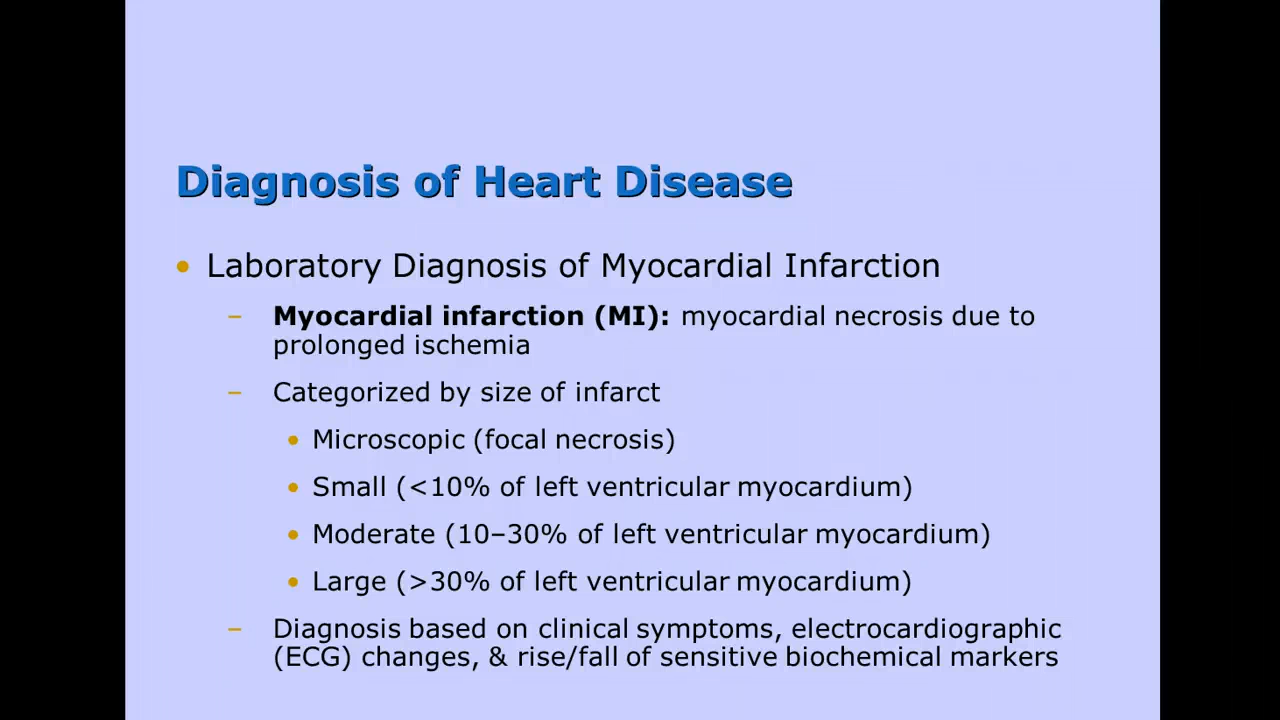 Diagnosis of Heart Disease
• Laboratory Diagnosis of Myocardial Infarction
– Myocardial infarction (MI): myocardial necrosis due to
prolonged ischemia
– Categorized by size of infarct
• Microscopic (focal necrosis)
• Small (<10% of left ventricular myocardium)
• Moderate (10–30% of left ventricular myocardium)
• Large (>30% of left ventricular myocardium)
– Diagnosis based on clinical symptoms, electrocardiographic
(ECG) changes, & rise/fall of sensitive biochemical markers